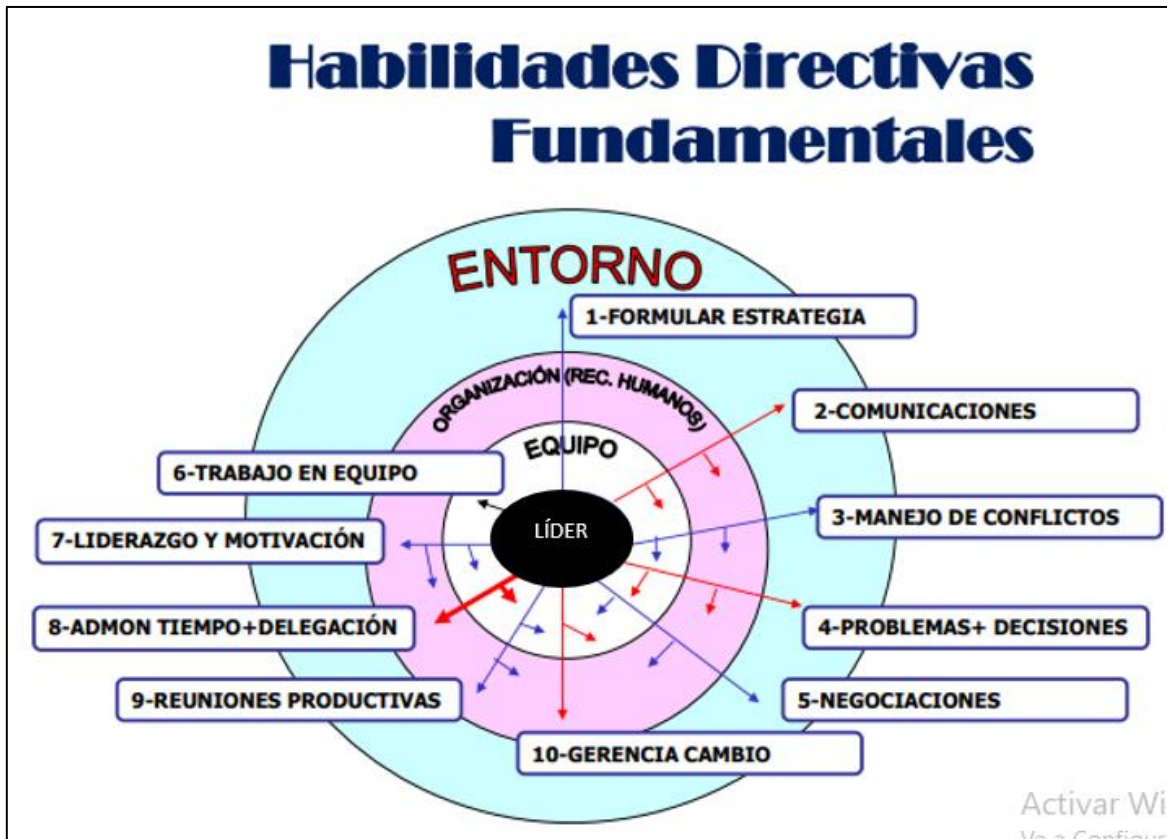 Habilidades Directivas
Fundamentales
ENTORNO
1-FORMULAR ESTRATEGIA
ORGANIZACIÓN (REC. HUMANOS)
2-COMUNICACIONES
EQUIPO
6-TRABAJO EN EQUIPO
LÍDER
3-MANEJO DE CONFLICTOS
7-LIDERAZGO Y MOTIVACIÓN
8-ADMON TIEMPO+DELEGACIÓN
4-PROBLEMAS+ DECISIONES
9-REUNIONES PRODUCTIVAS
5-NEGOCIACIONES
10-GERENCIA CAMBIO
Activar Wi